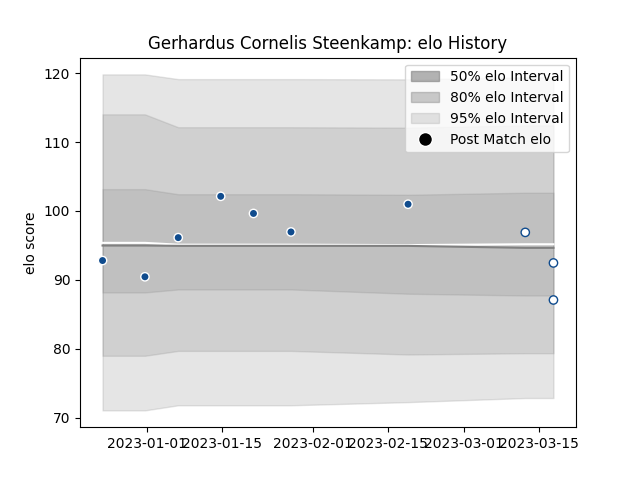 Gerhardus Cornelis Steenkamp: elo History
120
110
100
90
80
70
elo score
50% elo Interval
80% elo Interval
95% elo Interval
Post Match elo
2023-01-01 2023-01-15 2023-02-01 2023-02-15 2023-03-01 2023-03-15